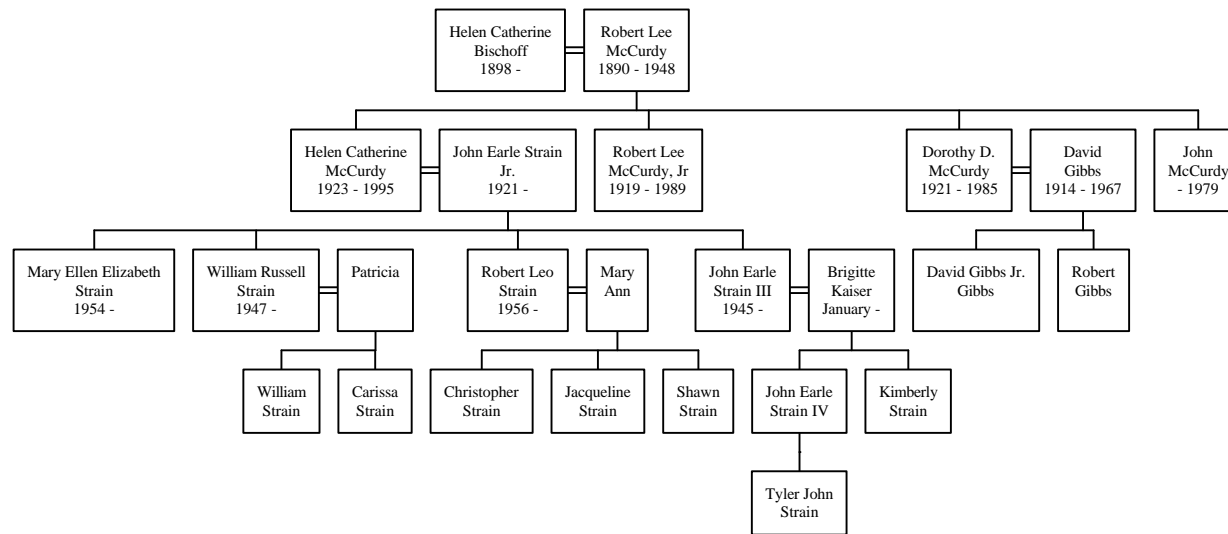 Helen Catherine
Bischoff
1898 -
Robert Lee
McCurdy
1890 - 1948
Helen Catherine
McCurdy
1923 - 1995
John Earle Strain
Jr.
1921 -
Robert Lee
McCurdy, Jr
1919 - 1989
Dorothy D.
McCurdy
1921 - 1985
David
Gibbs
1914 - 1967
John
McCurdy
- 1979
Mary Ellen Elizabeth
Strain
1954 -
William Russell
Strain
1947 -
Patricia
Robert Leo
Strain
1956 -
Mary
Ann
John Earle
Strain III
1945 -
Brigitte
Kaiser
January -
David Gibbs Jr.
Gibbs
Robert
Gibbs
William
Strain
Carissa
Strain
Christopher
Strain
Jacqueline
Strain
Shawn
Strain
John Earle
Strain IV
Kimberly
Strain
Tyler John
Strain